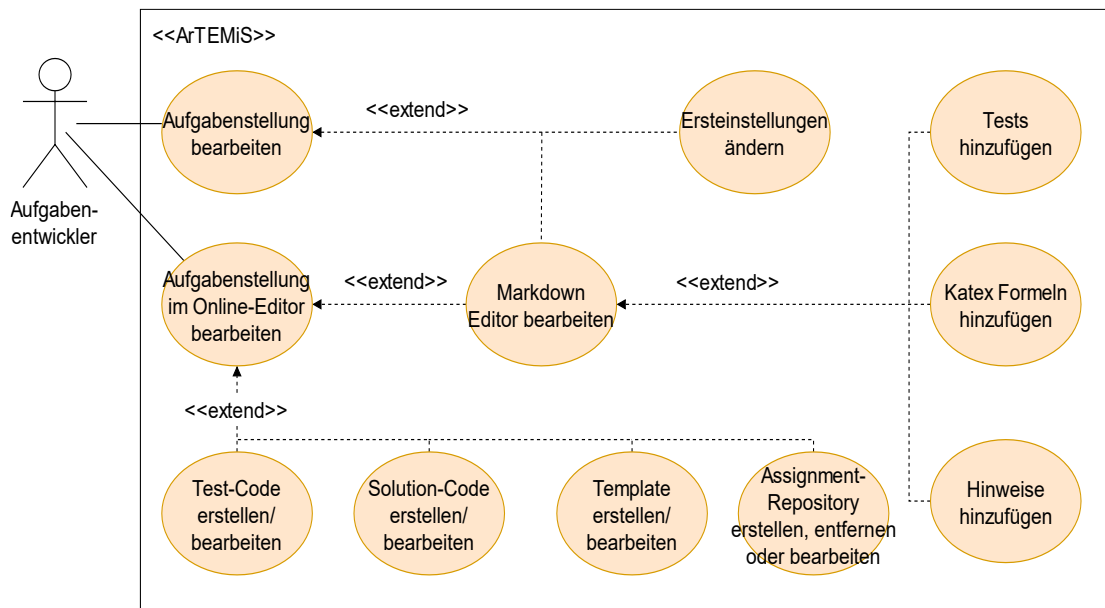 <<ArTEMiS>>
Aufgaben-
entwickler
Aufgabenstellung
bearbeiten
<<extend>>
Ersteinstellungen
ändern
Tests
hinzufügen
Aufgabenstellung
im Online-Editor
bearbeiten
<<extend>>
Markdown
Editor bearbeiten
<<extend>>
Katex Formeln
hinzufügen
<<extend>>
Test-Code
erstellen/
bearbeiten
Solution-Code
erstellen/
bearbeiten
Template
erstellen/
bearbeiten
Assignment-
Repository
erstellen, entfernen
oder bearbeiten
Hinweise
hinzufügen